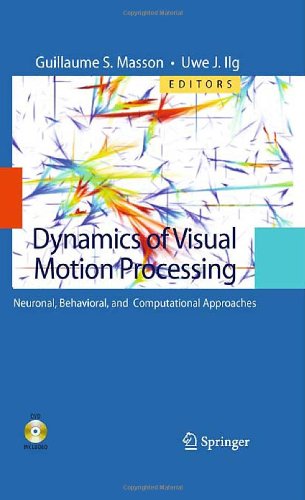 Guillaume S. Masson · Uwe J. Ilg
EDITORS
Dynamics of Visual
Motion Processing
Neuronal, Behavioral, and Computational Approaches
DVD
INCLUDED
Springer